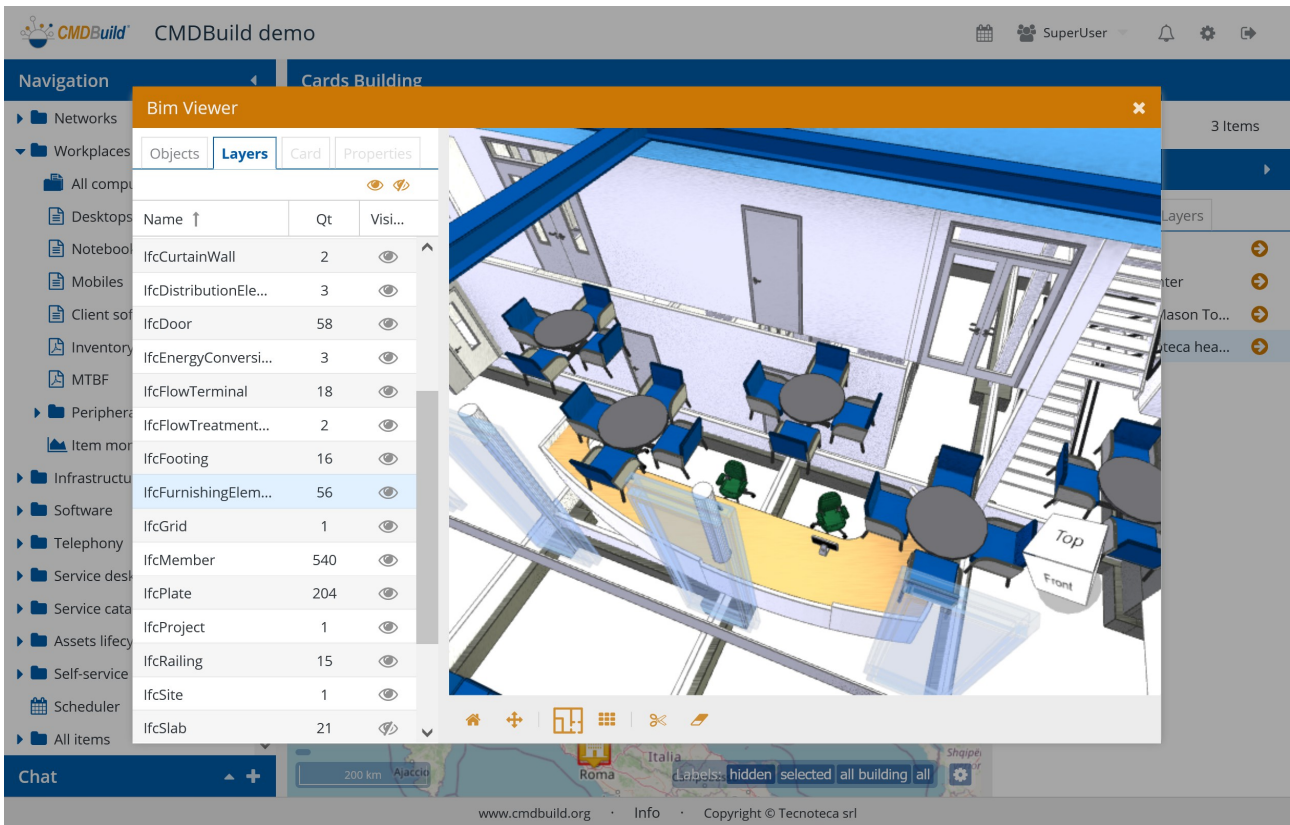 CMDBuild CMDBuild demo SuperUser
Navigation Cards Building
Bim Viewer
Networks
Workplaces
All compu
Desktops
Notebook
Mobiles
Client sof
Inventory
MTBF
Periphera
Item mon
Infrastructu
Software
Telephony
Service desk
Service cata
Assets lifecy
Self-service
Scheduler
All items
Chat
Objects Layers Card Properties
Name Qt Visi...
IfcCurtainWall 2
IfcDistributionEle... 3
IfcDoor 58
IfcEnergyConversi... 3
IfcFlowTerminal 18
IfcFlowTreatment... 2
IfcFooting 16
IfcFurnishingElem... 56
IfcGrid 1
IfcMember 540
IfcPlate 204
IfcProject 1
IfcRailing 15
IfcSite 1
IfcSlab 21
Top
Front
3 Items
Layers
nter
Mason To...
oteca hea...
200 km Ajaccio
Roma
Italia
Labels: hidden selected all building all
www.cmdbuild.org · Info · Copyright © Tecnoteca srl